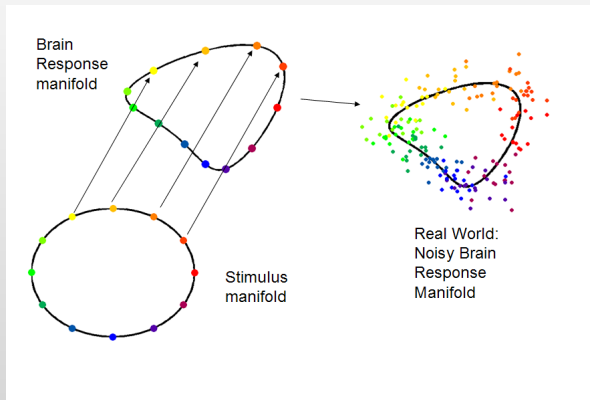 Brain
Response
manifold
Stimulus
manifold
Real World:
Noisy Brain
Response
Manifold